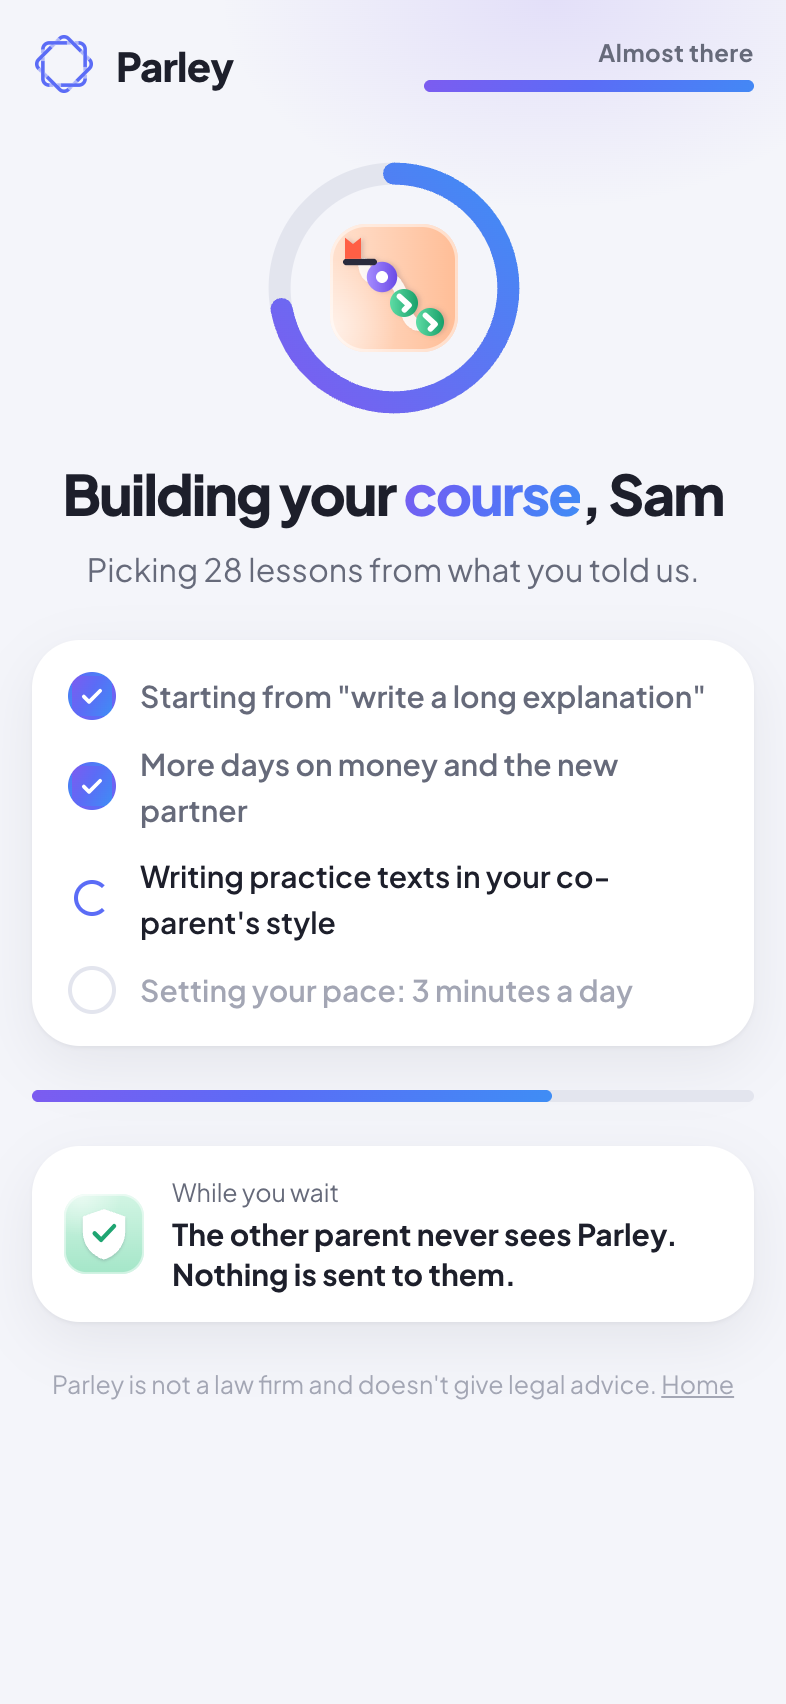 Parley
Almost there
Building your course, Sam
Picking 28 lessons from what you told us.
Starting from "write a long explanation"
More days on money and the new
partner
Writing practice texts in your co-
parent's style
Setting your pace: 3 minutes a day
While you wait
The other parent never sees Parley.
Nothing is sent to them.
Parley is not a law firm and doesn't give legal advice. Home